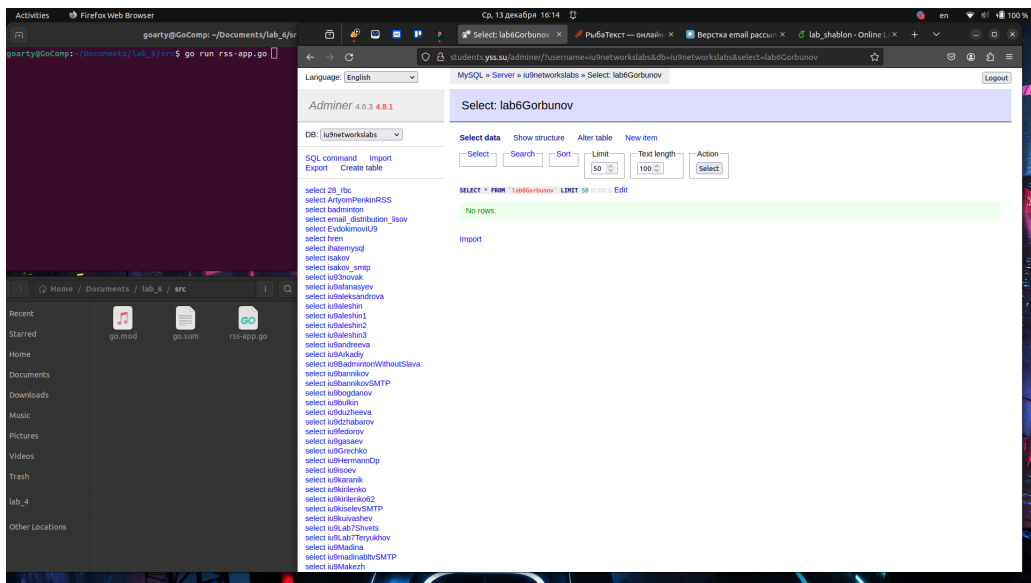 Activities Firefox Web Browser Ср, 13 декабря 16:14 en 100 %
goarty@GoComp: ~/Documents/lab_6/sr
goarty@GoComp:~/Documents/lab_6/src$ go run rss-app.go
Home / Documents / lab_6 / src
Recent
Starred
Home
Documents
Downloads
Music
Pictures
Videos
Trash
lab_4
Other Locations
go.mod go.sum rss-app.go
Select: lab6Gorbunov РыбаТекст — онлайн Верстка email рассыл lab_shablon - Online L
students.yss.su/adminer/?username=iu9networkslabs&db=iu9networkslabs&select=lab6Gorbunov
Language: English
Adminer 4.6.3 4.8.1
DB: iu9networkslabs
SQL command Import
Export Create table
select 28_rbc
select ArtyomPenkinRSS
select badminton
select email_distribution_lisov
select EvdokimovIU9
select hren
select ihatemysql
select isakov
select isakov_smtp
select iu93novak
select iu9afanasyev
select iu9aleksandrova
select iu9aleshin
select iu9aleshin1
select iu9aleshin2
select iu9aleshin3
select iu9andreeva
select iu9Arkadiy
select iu9BadmintonWithoutSlava
select iu9bannikov
select iu9bannikovSMTP
select iu9bogdanov
select iu9bulkin
select iu9duzheeva
select iu9dzhabarov
select iu9fedorov
select iu9gasaev
select iu9Grechko
select iu9HermannDp
select iu9isoev
select iu9karanik
select iu9kirilenko
select iu9kirilenko62
select iu9kiselevSMTP
select iu9kuivashev
select iu9Lab7Shvets
select iu9Lab7Teryukhov
select iu9Madina
select iu9madinabltvSMTP
select iu9Makezh
MySQL » Server » iu9networkslabs » Select: lab6Gorbunov
Logout
Select: lab6Gorbunov
Select data Show structure Alter table New item
Select Search Sort Limit Text length Action
50 100 Select
SELECT * FROM `lab6Gorbunov` LIMIT 50 (0.000 s) Edit
No rows.
Import